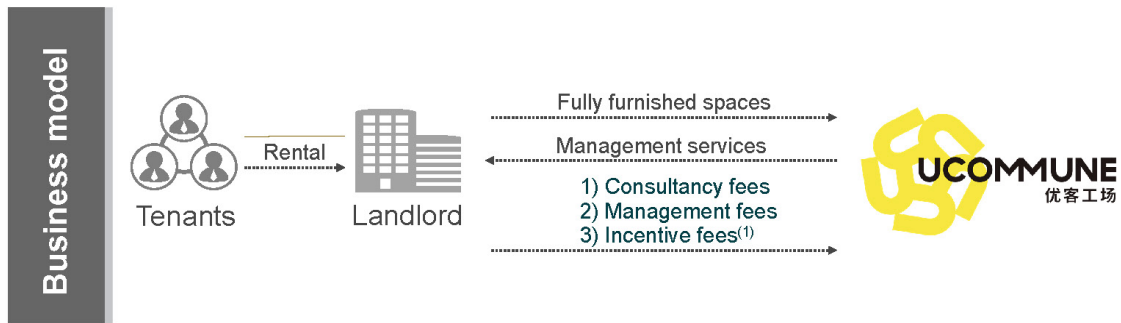 Business model
Tenants
Rental
Landlord
Fully furnished spaces
Management services
1) Consultancy fees
2) Management fees
3) Incentive fees(1)
UCOMMUNE
优客工场